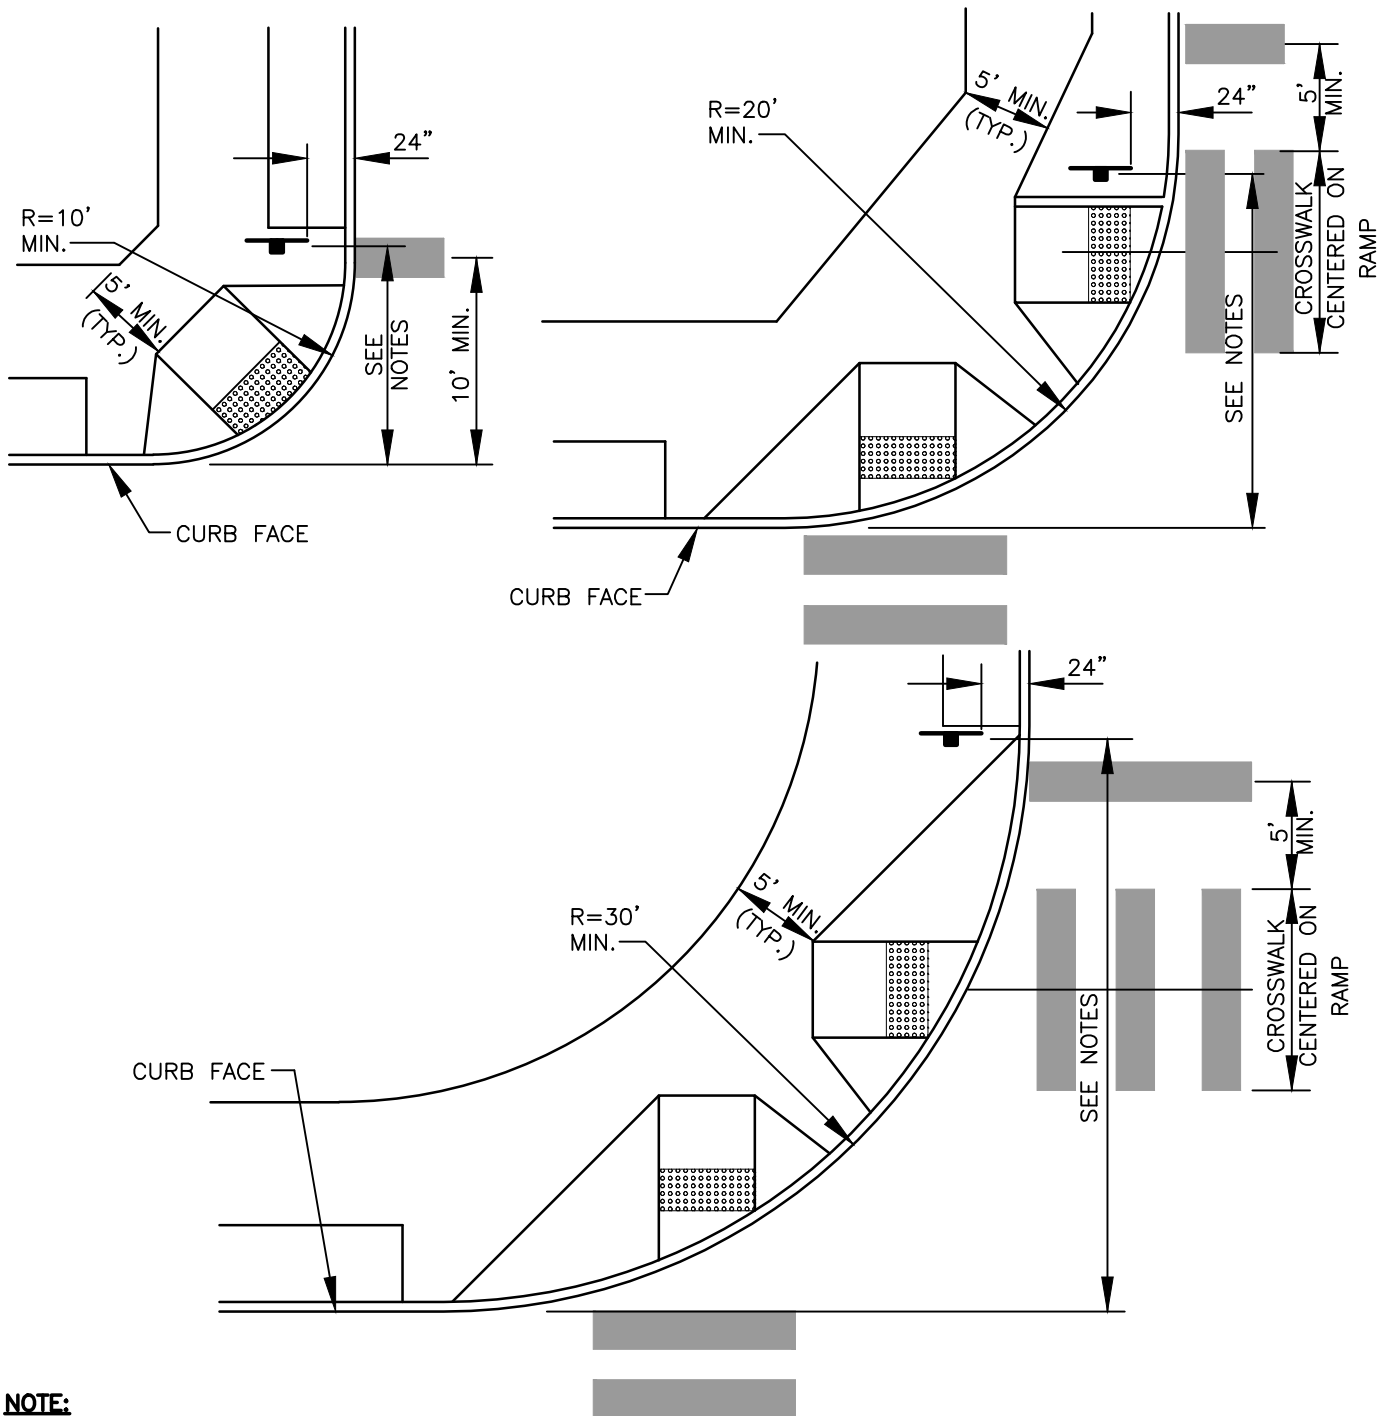 24”
R=10’
MIN.
5’ MIN.
(TYP.)
SEE
NOTES
10’ MIN.
CURB FACE
R=20’
MIN.
5’ MIN.
(TYP.)
24”
5’
MIN.
CROSSWALK
CENTERED ON
RAMP
SEE NOTES
CURB FACE
24”
R=30’
MIN.
5’ MIN.
(TYP.)
5’
MIN.
CROSSWALK
CENTERED ON
RAMP
SEE NOTES
CURB FACE
NOTE: